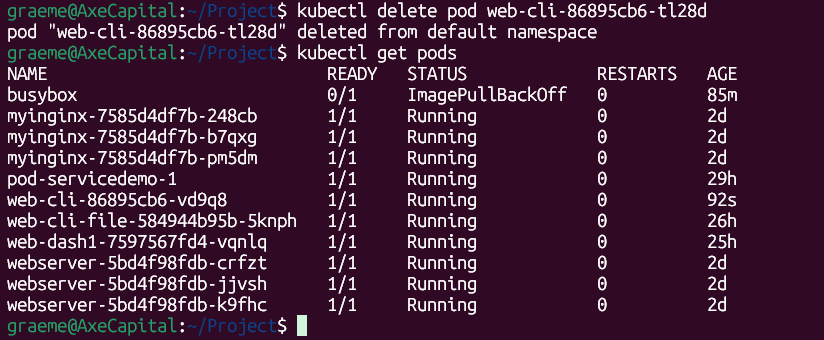 graeme@AxeCapital:~/Project$ kubectl delete pod web-cli-86895cb6-tl28d
pod "web-cli-86895cb6-tl28d" deleted from default namespace
graeme@AxeCapital:~/Project$ kubectl get pods
NAME READY STATUS RESTARTS AGE
busybox 0/1 ImagePullBackOff 0 85m
myinginx-7585d4df7b-248cb 1/1 Running 0 2d
myinginx-7585d4df7b-b7qxg 1/1 Running 0 2d
myinginx-7585d4df7b-pm5dm 1/1 Running 0 2d
pod-servicedemo-1 1/1 Running 0 29h
web-cli-86895cb6-vd9q8 1/1 Running 0 92s
web-cli-file-584944b95b-5knph 1/1 Running 0 26h
web-dash1-7597567fd4-vqnlq 1/1 Running 0 25h
webserver-5bd4f98fdb-crfzt 1/1 Running 0 2d
webserver-5bd4f98fdb-jjvsh 1/1 Running 0 2d
webserver-5bd4f98fdb-k9fhc 1/1 Running 0 2d
graeme@AxeCapital:~/Project$